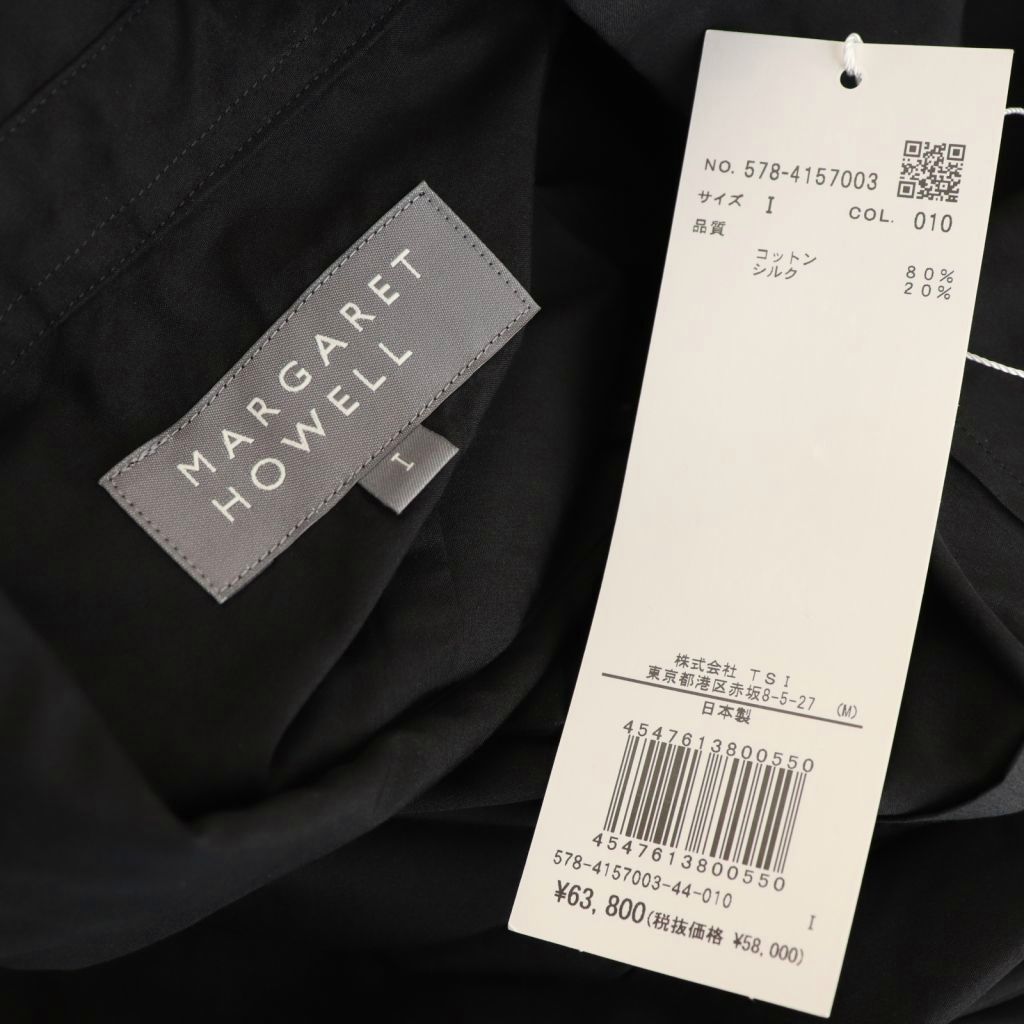 MARGARET
HOWELL
I
NO. 578-4157003
サイズ I COL. 010
品質
コットン 80%
シルク 20%
株式会社 TSI
東京都港区赤坂8-5-27 (M)
日本製
4547613800550
4547613800550
578-4157003-44-010
¥63,800(税抜価格 ¥58,000)
I